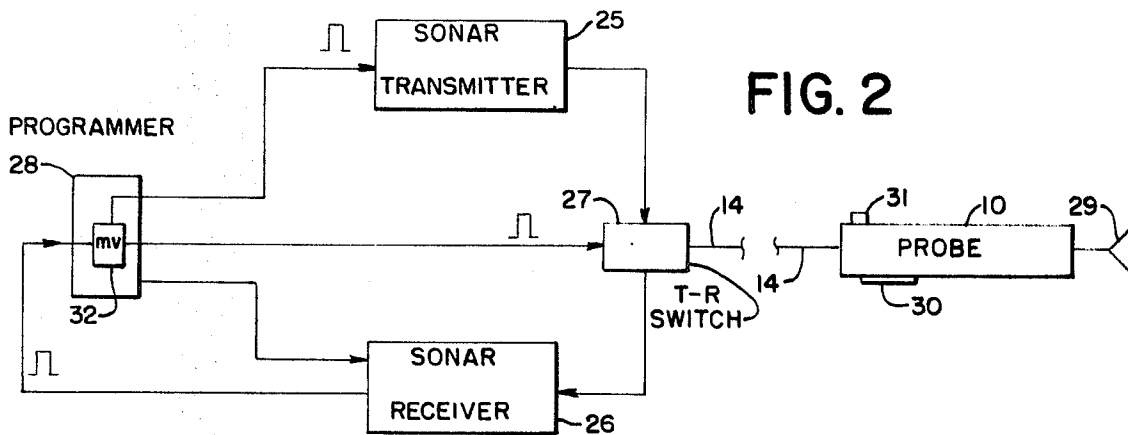 SONAR
TRANSMITTER
25
FIG. 2
PROGRAMMER
28
mv
32
27
14
14
T-R
SWITCH
31
10
29
PROBE
30
SONAR
RECEIVER
26